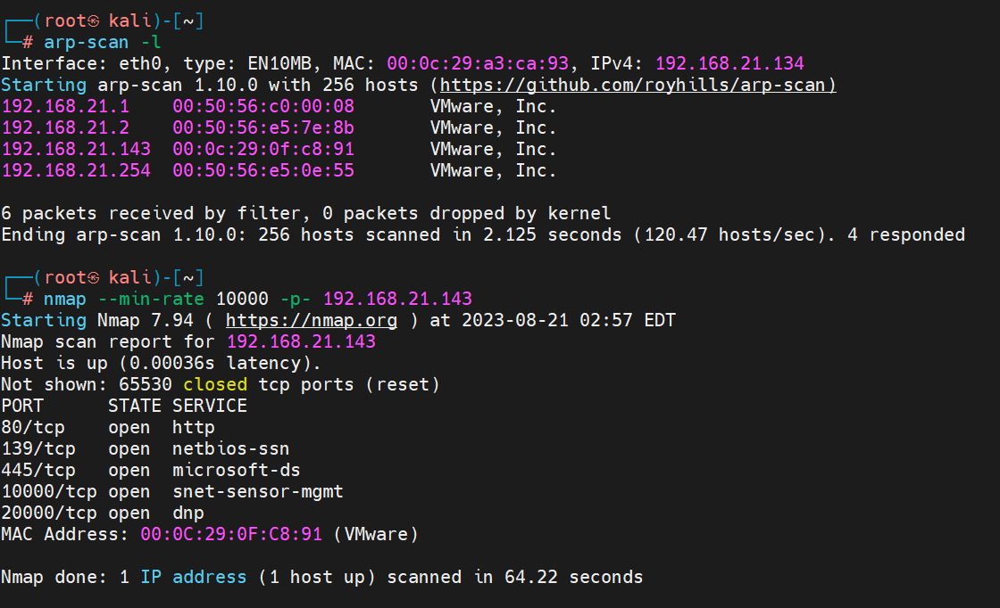 ┌──(root㉿ kali)-[~]
└─# arp-scan -l
Interface: eth0, type: EN10MB, MAC: 00:0c:29:a3:ca:93, IPv4: 192.168.21.134
Starting arp-scan 1.10.0 with 256 hosts (https://github.com/royhills/arp-scan)
192.168.21.1    00:50:56:c0:00:08       VMware, Inc.
192.168.21.2    00:50:56:e5:7e:8b       VMware, Inc.
192.168.21.143  00:0c:29:0f:c8:91       VMware, Inc.
192.168.21.254  00:50:56:e5:0e:55       VMware, Inc.

6 packets received by filter, 0 packets dropped by kernel
Ending arp-scan 1.10.0: 256 hosts scanned in 2.125 seconds (120.47 hosts/sec). 4 responded

┌──(root㉿ kali)-[~]
└─# nmap --min-rate 10000 -p- 192.168.21.143
Starting Nmap 7.94 ( https://nmap.org ) at 2023-08-21 02:57 EDT
Nmap scan report for 192.168.21.143
Host is up (0.00036s latency).
Not shown: 65530 closed tcp ports (reset)
PORT      STATE SERVICE
80/tcp    open  http
139/tcp   open  netbios-ssn
445/tcp   open  microsoft-ds
10000/tcp open  snet-sensor-mgmt
20000/tcp open  dnp
MAC Address: 00:0C:29:0F:C8:91 (VMware)

Nmap done: 1 IP address (1 host up) scanned in 64.22 seconds